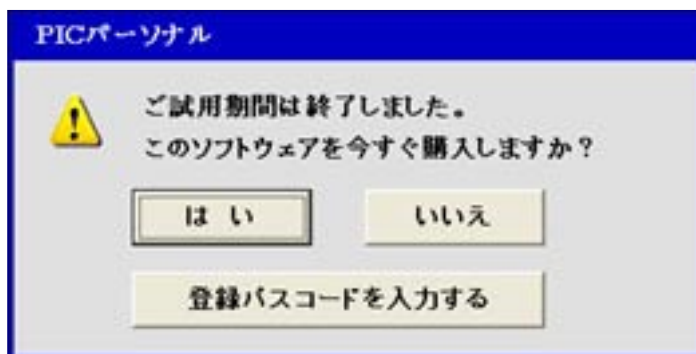 PICパーソナル
ご試用期間は終了しました。
このソフトウェアを今すぐ購入しますか？
はい
いいえ
登録パスコードを入力する